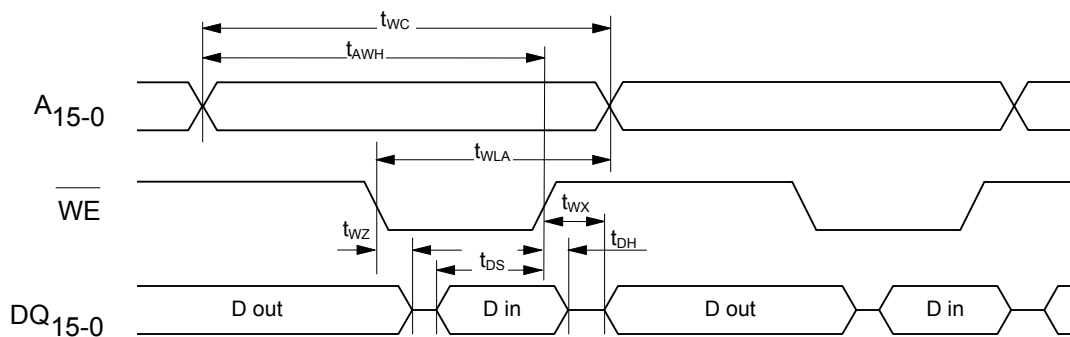 tWC
tAWH
A15-0
tWLA
WE
tWX
tWZ
tDH
tDS
DQ15-0
D out
D in
D out
D in